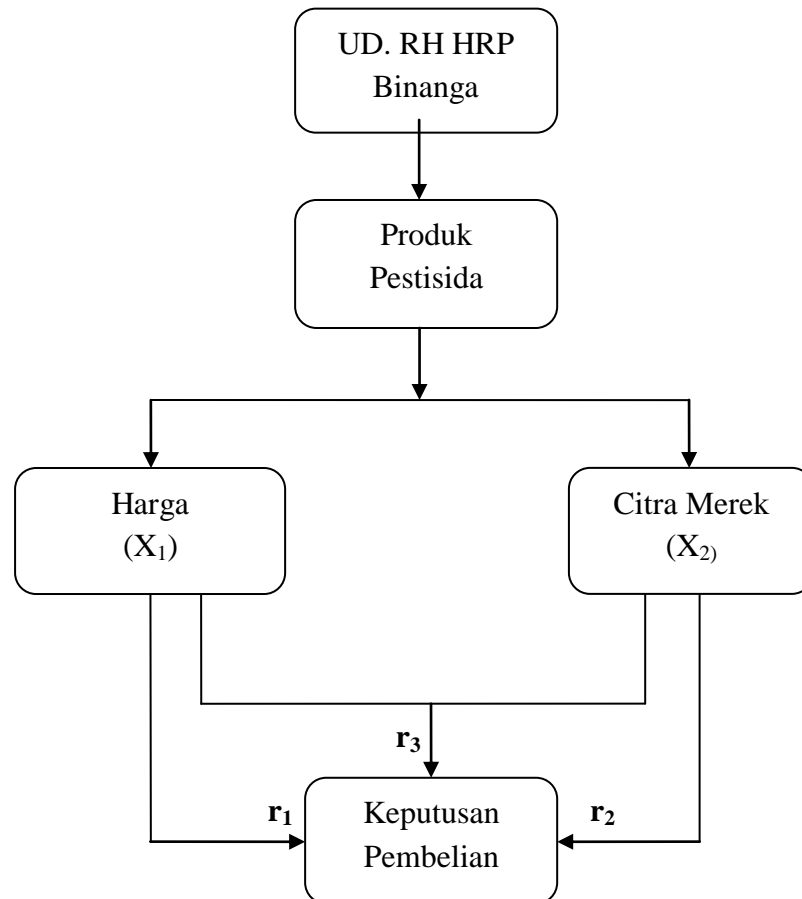 UD. RH HRP
Binanga
Produk
Pestisida
Harga
(X₁)
Citra Merek
(X₂₎
r₃
r₁
Keputusan
Pembelian
r₂